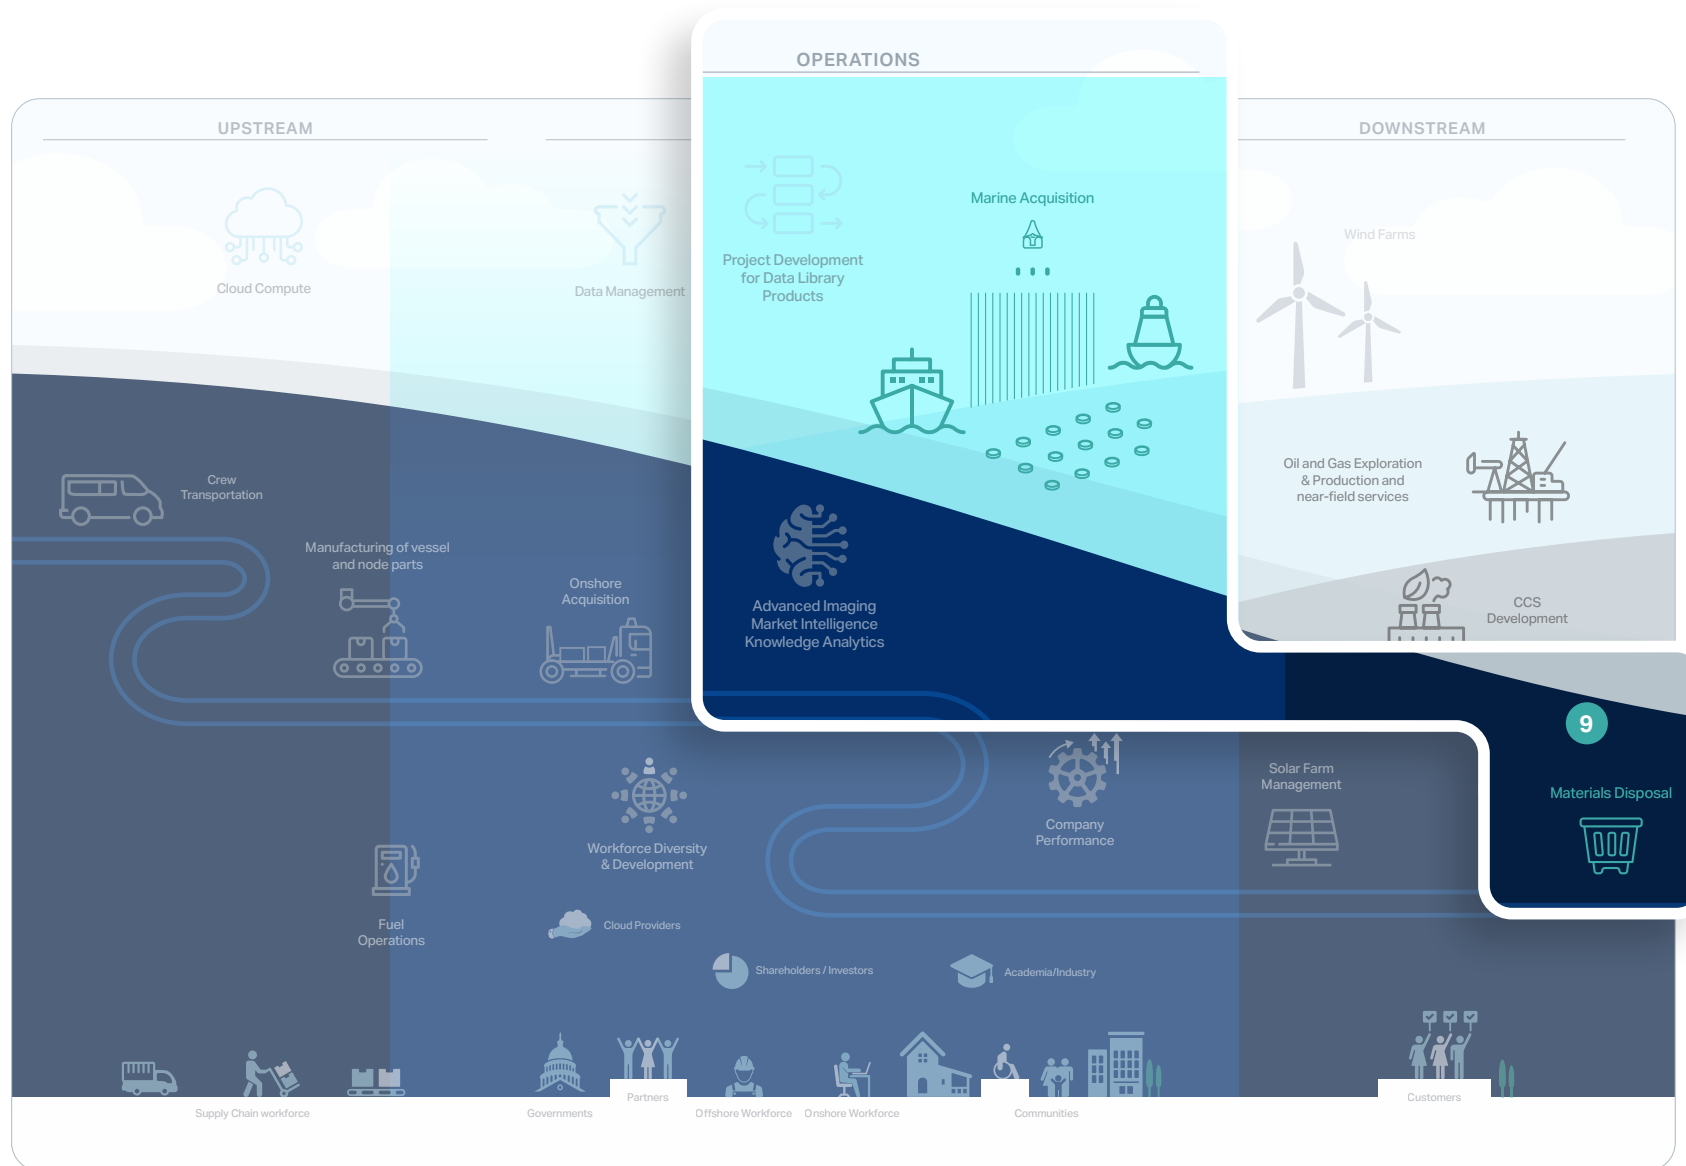 OPERATIONS
UPSTREAM
DOWNSTREAM
Cloud Compute
Data Management
Project Development
for Data Library
Products
Marine Acquisition
Wind Farms
Crew
Transportation
Manufacturing of vessel
and node parts
Onshore
Acquisition
Advanced Imaging
Market Intelligence
Knowledge Analytics
Oil and Gas Exploration
& Production and
near-field services
CCS
Development
9
Materials Disposal
Solar Farm
Management
Company
Performance
Workforce Diversity
& Development
Fuel
Operations
Cloud Providers
Shareholders / Investors
Academia/Industry
Supply Chain workforce
Governments
Partners
Offshore Workforce
Onshore Workforce
Communities
Customers